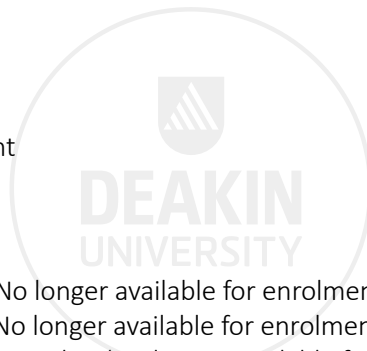 nt
DEAKIN
UNIVERSITY
No longer available for enrolmen
No longer available for enrolmen